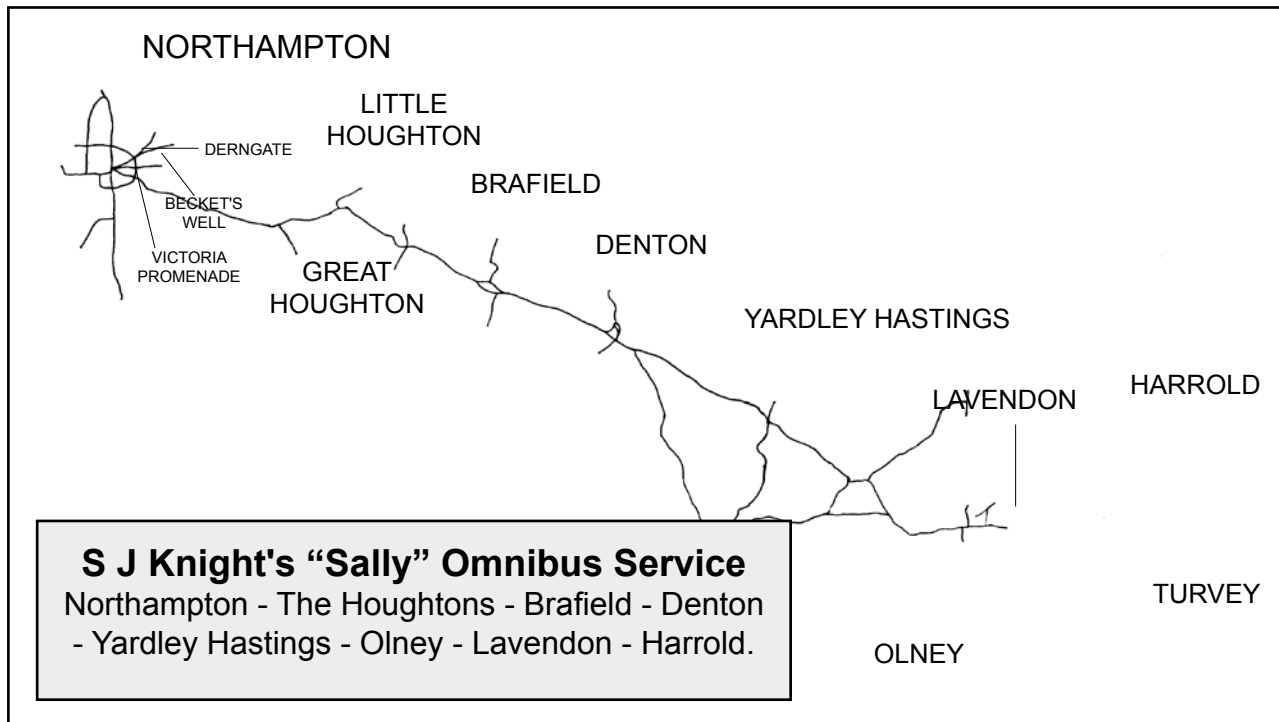 NORTHAMPTON
LITTLE
HOUGHTON
DERNGATE
BRAFIELD
BECKET'S
WELL
DENTON
VICTORIA
PROMENADE
GREAT
HOUGHTON
YARDLEY HASTINGS
HARROLD
LAVENDON
S J Knight's “Sally” Omnibus Service
Northampton - The Houghtons - Brafield - Denton
- Yardley Hastings - Olney - Lavendon - Harrold.
TURVEY
OLNEY